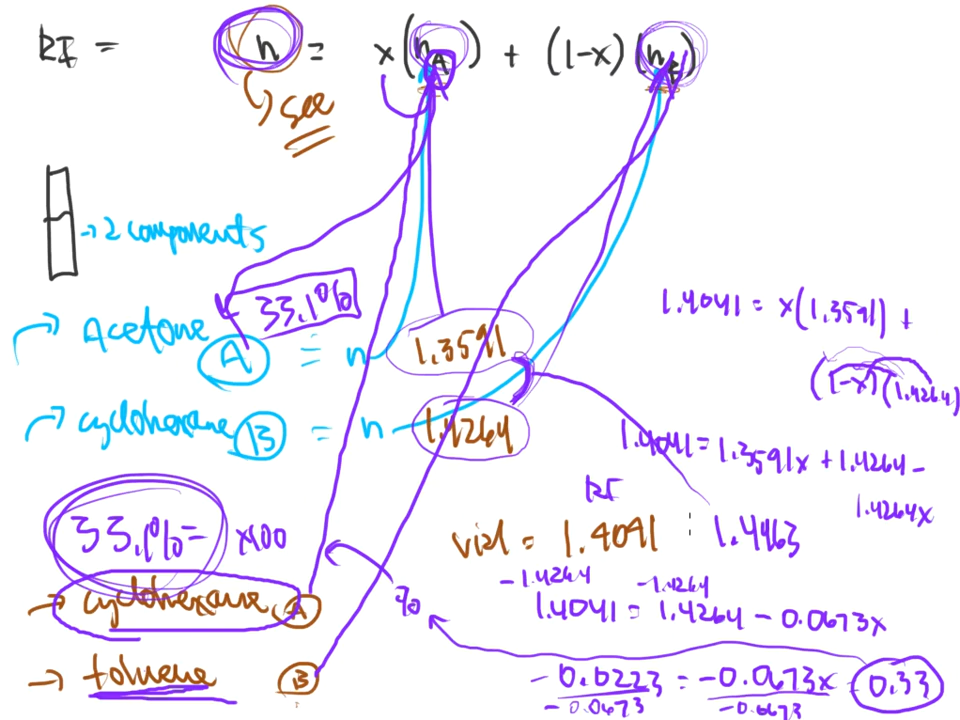 RI = n = x(nA) + (1-x)(nB)
→ see
→ 2 components
→ Acetone 33.1%
A = n 1.3591
→ cyclohexane B = n 1.4264
1.4041 = x(1.3591) +
(1-x)(1.4264)
1.4041 = 1.3591x + 1.4264 -
1.4264x
33.1% = x100
RI
vial = 1.4041 : 1.4463
-1.4264 -1.4264
→ cyclohexane A
% 1.4041 = 1.4264 - 0.0673x
→ toluene B
-0.0223 = -0.0673x 0.33
-0.0673 -0.0673